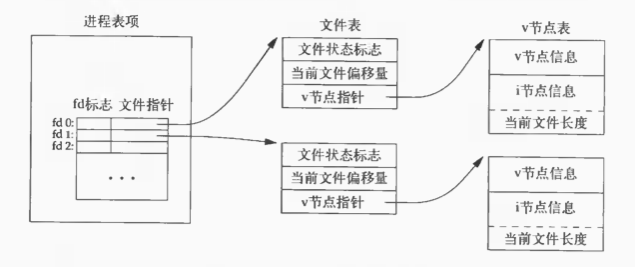 进程表项
文件表
v节点表
fd标志 文件指针
fd 0:
fd 1:
fd 2:
···
文件状态标志
当前文件偏移量
v节点指针
文件状态标志
当前文件偏移量
v节点指针
v节点信息
i节点信息
当前文件长度
v节点信息
i节点信息
当前文件长度